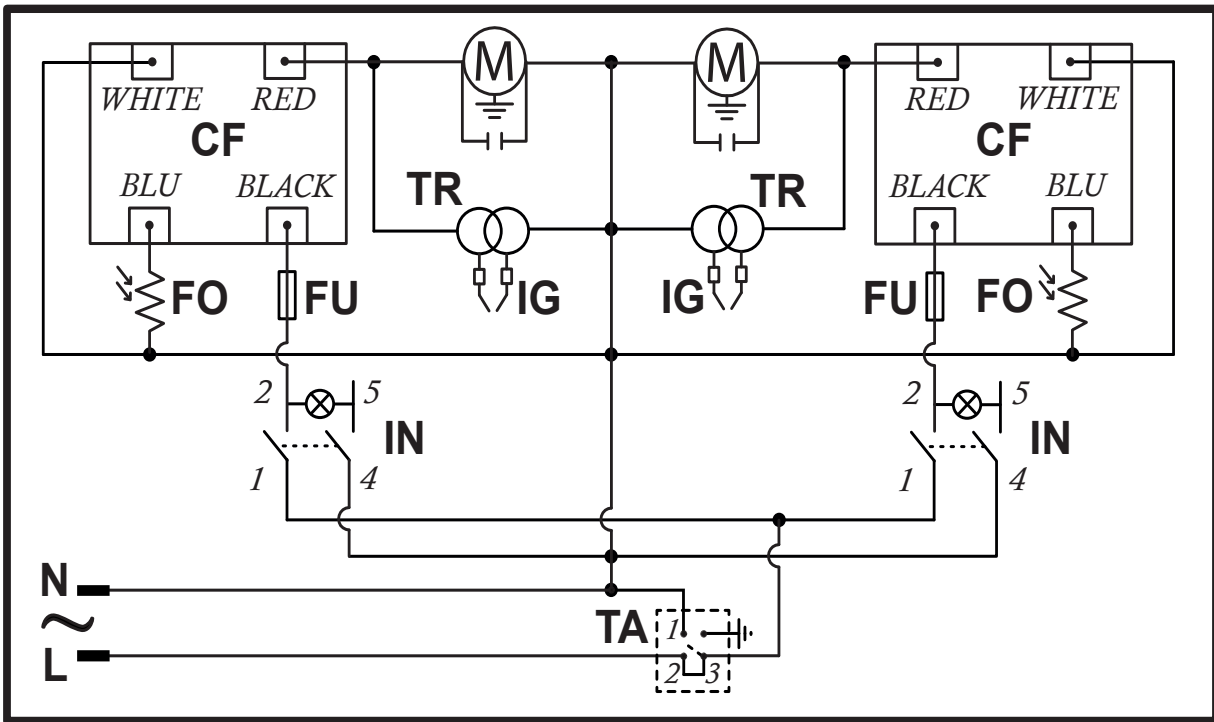 M M
WHITE RED RED WHITE
CF CF
BLU BLACK TR TR BLACK BLU
FO FU IG IG FU FO
2 5 2 5
IN IN
1 4 1 4
N
~
L
TA 1
2 3